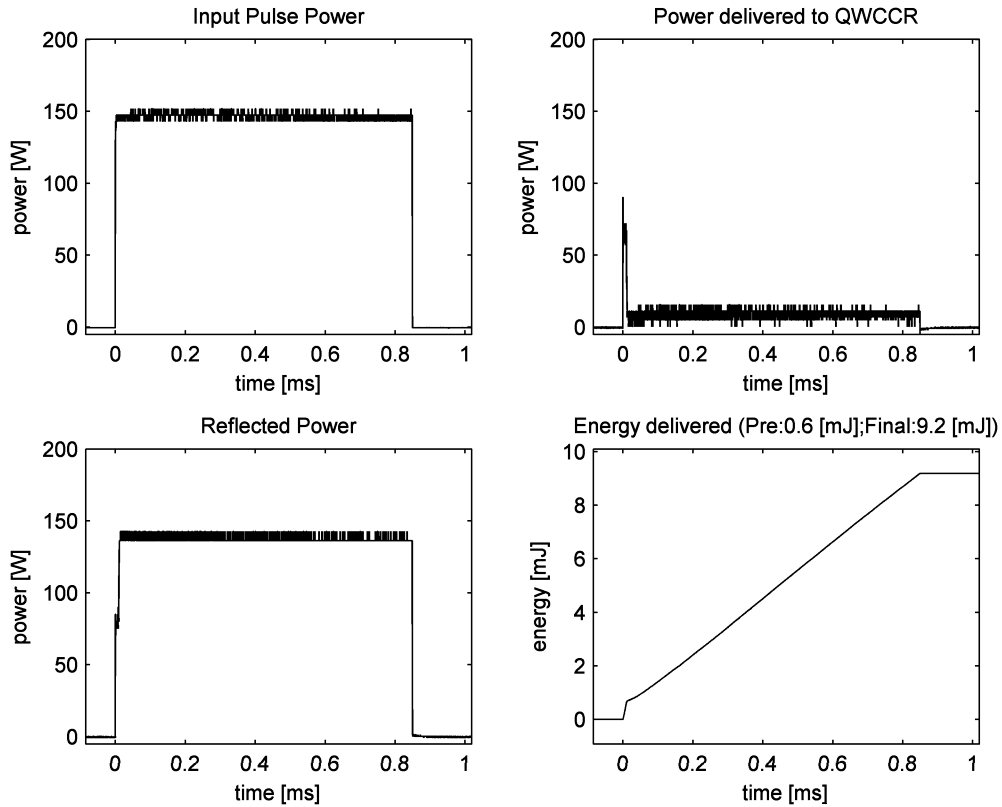 Input Pulse Power
200
150
100
50
0
power [W]
0 0.2 0.4 0.6 0.8 1
time [ms]
Power delivered to QWCCR
200
150
100
50
0
power [W]
0 0.2 0.4 0.6 0.8 1
time [ms]
Reflected Power
200
150
100
50
0
power [W]
0 0.2 0.4 0.6 0.8 1
time [ms]
Energy delivered (Pre:0.6 [mJ];Final:9.2 [mJ])
10
8
6
4
2
0
energy [mJ]
0 0.2 0.4 0.6 0.8 1
time [ms]